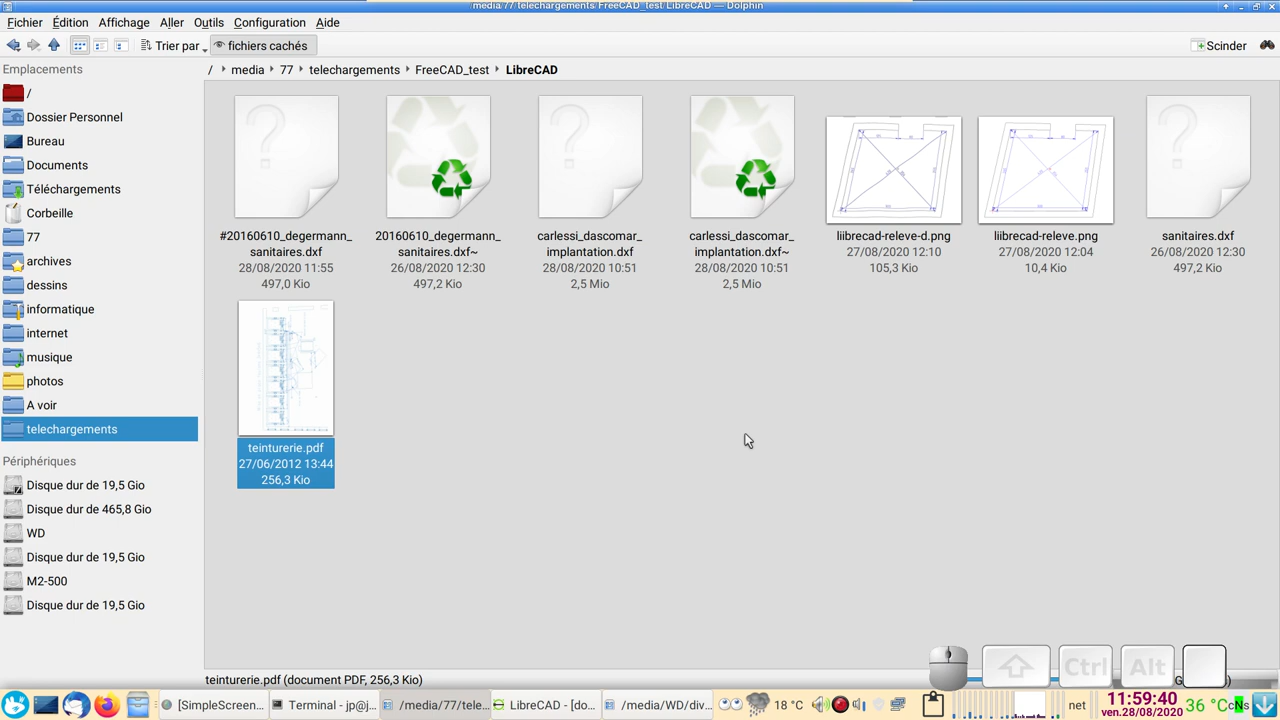 /media/77/telechargements/FreeCAD_test/LibreCAD — Dolphin
Fichier Édition Affichage Aller Outils Configuration Aide
Trier par fichiers cachés Scinder
Emplacements
/ media 77 telechargements FreeCAD_test LibreCAD
/
Dossier Personnel
Bureau
Documents
Téléchargements
Corbeille
77
archives
dessins
informatique
internet
musique
photos
A voir
telechargements
Périphériques
Disque dur de 19,5 Gio
Disque dur de 465,8 Gio
WD
Disque dur de 19,5 Gio
M2-500
Disque dur de 19,5 Gio
#20160610_degermann_
sanitaires.dxf
28/08/2020 11:55
497,0 Kio
20160610_degermann_
sanitaires.dxf~
26/08/2020 12:30
497,2 Kio
carlessi_dascomar_
implantation.dxf
28/08/2020 10:51
2,5 Mio
carlessi_dascomar_
implantation.dxf~
28/08/2020 10:51
2,5 Mio
liibrecad-releve-d.png
27/08/2020 12:10
105,3 Kio
liibrecad-releve.png
27/08/2020 12:04
10,4 Kio
sanitaires.dxf
26/08/2020 12:30
497,2 Kio
teinturerie.pdf
27/06/2012 13:44
256,3 Kio
teinturerie.pdf (document PDF, 256,3 Kio)
Ctrl Alt
[SimpleScreen... Terminal - jp@j... /media/77/tele... LibreCAD - [do... /media/WD/div... 18 °C net 11:59:40 36 °C
ven.28/08/2020